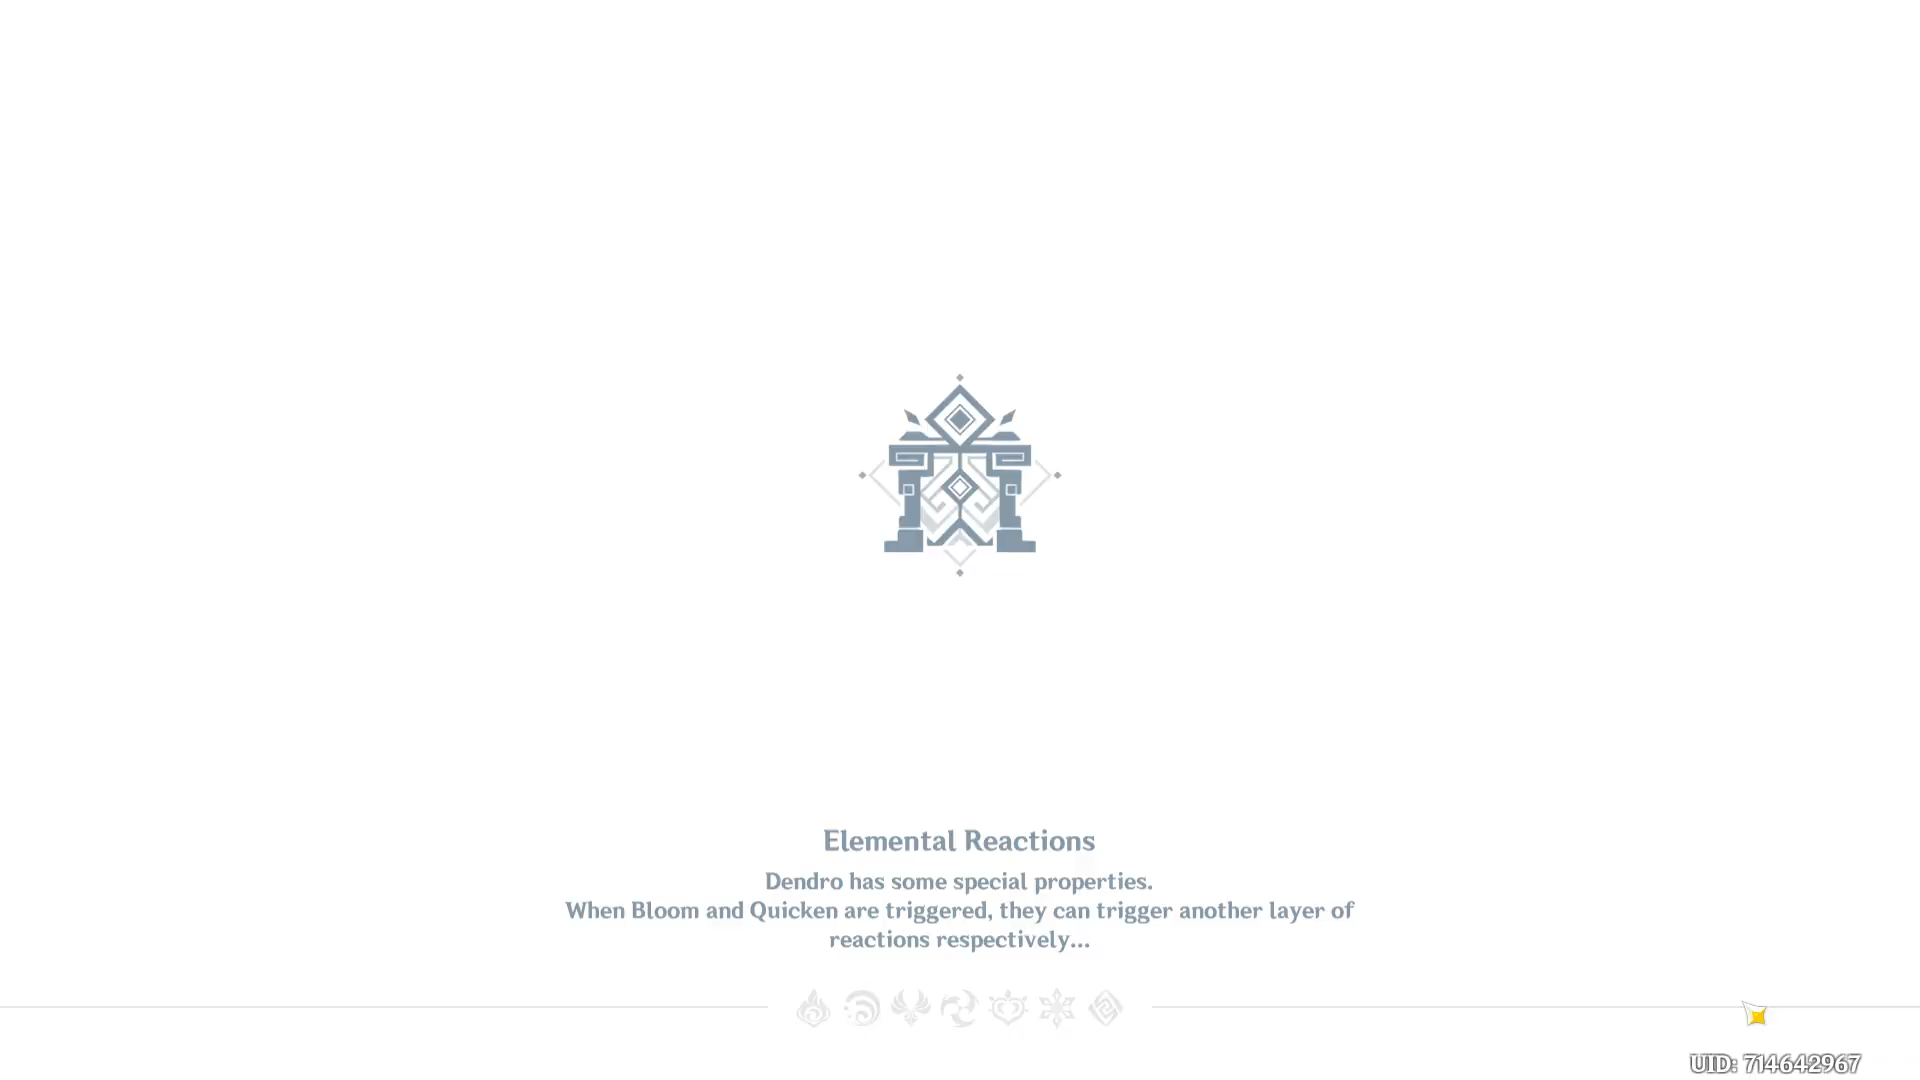 Elemental Reactions
Dendro has some special properties.
When Bloom and Quicken are triggered, they can trigger another layer of
reactions respectively...
UID: 714642967